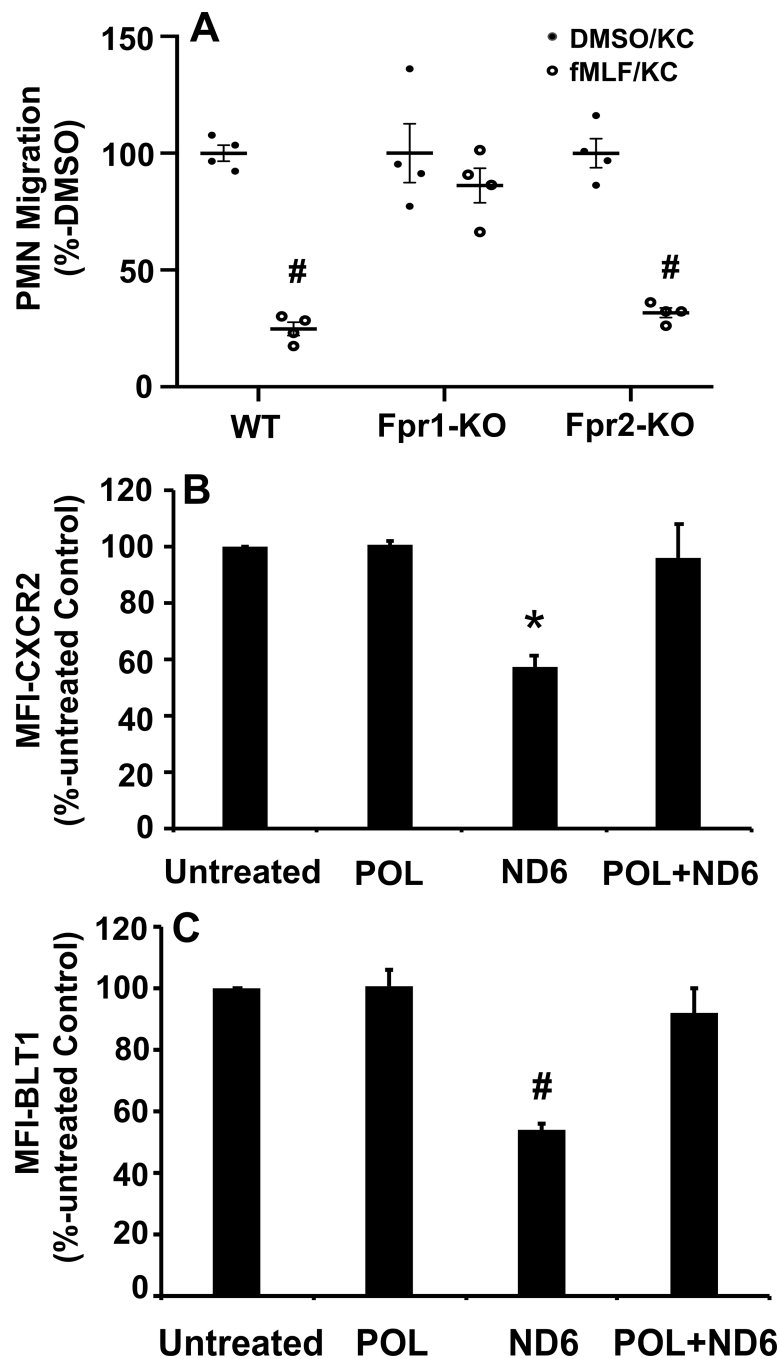 A
DMSO/KC
fMLF/KC
PMN Migration
(%-DMSO)
150
100
50
0
#
#
WT
Fpr1-KO
Fpr2-KO
B
MFI-CXCR2
(%-untreated Control)
120
100
80
60
40
20
0
*
Untreated
POL
ND6
POL+ND6
C
MFI-BLT1
(%-untreated Control)
120
100
80
60
40
20
0
#
Untreated
POL
ND6
POL+ND6